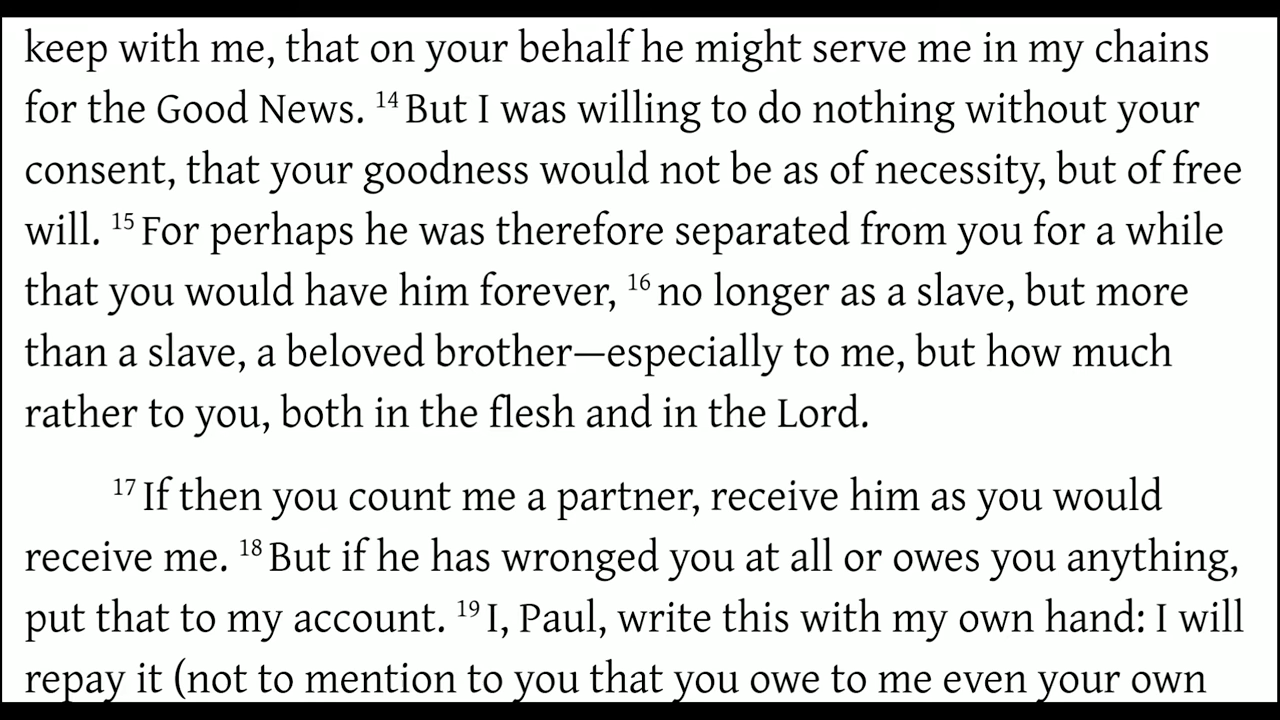 keep with me, that on your behalf he might serve me in my chains
for the Good News. 14 But I was willing to do nothing without your
consent, that your goodness would not be as of necessity, but of free
will. 15 For perhaps he was therefore separated from you for a while
that you would have him forever, 16 no longer as a slave, but more
than a slave, a beloved brother—especially to me, but how much
rather to you, both in the flesh and in the Lord.
17 If then you count me a partner, receive him as you would
receive me. 18 But if he has wronged you at all or owes you anything,
put that to my account. 19 I, Paul, write this with my own hand: I will
repay it (not to mention to you that you owe to me even your own